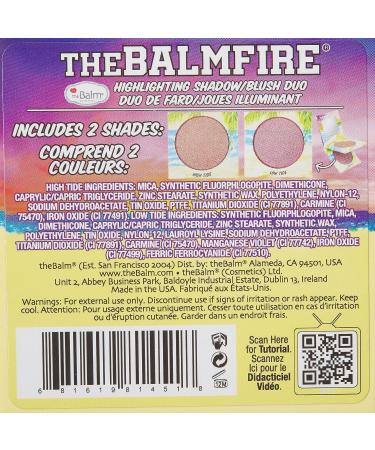 THEBALMFIRE®
theBalm®
HIGHLIGHTING SHADOW/BLUSH DUO
DUO DE FARD/JOUES ILLUMINANT
INCLUDES 2 SHADES:
COMPREND 2
COULEURS:
HIGH TIDE
LOW TIDE
HIGH TIDE INGREDIENTS: MICA, SYNTHETIC FLUORPHLOGOPITE, DIMETHICONE,
CAPRYLIC/CAPRIC TRIGLYCERIDE, ZINC STEARATE, SYNTHETIC WAX, POLYETHYLENE, NYLON-12,
SODIUM DEHYDROACETATE, TIN OXIDE, PTFE, TITANIUM DIOXIDE (CI 77891), CARMINE (CI
75470), IRON OXIDE (CI 77491). LOW TIDE INGREDIENTS: SYNTHETIC FLUORPHLOGOPITE, MICA,
DIMETHICONE, CAPRYLIC/CAPRIC TRIGLYCERIDE, ZINC STEARATE, SYNTHETIC WAX,
POLYETHYLENE, TIN OXIDE, NYLON-12, LAUROYL LYSINE, SODIUM DEHYDROACETATE, PTFE,
TITANIUM DIOXIDE (CI 77891), CARMINE (CI 75470), MANGANESE VIOLET (CI 77742), IRON OXIDE
(CI 77499), FERRIC FERROCYANIDE (CI 77510).
theBalm® (Est. San Francisco 2004) Dist. by: theBalm® Alameda, CA 94501, USA
www.theBalm.com - theBalm® (Cosmetics) Ltd.
Unit 2, Abbey Business Park, Baldoyle Industrial Estate, Dublin 13, Ireland
Made in the USA.
Warnings: For external use only. Discontinue use if signs of irritation or rash appear. Keep
cool. Attention: Pour usage externe uniquement. Cesser toute utilisation en cas d'irritation
ou d'éruption cutanée. Garder dans un endroit frais.
6 81619 81451 8
12M
Scan Here
for Tutorial.
Scannez
ici pour le
Didacticiel
Vidéo.